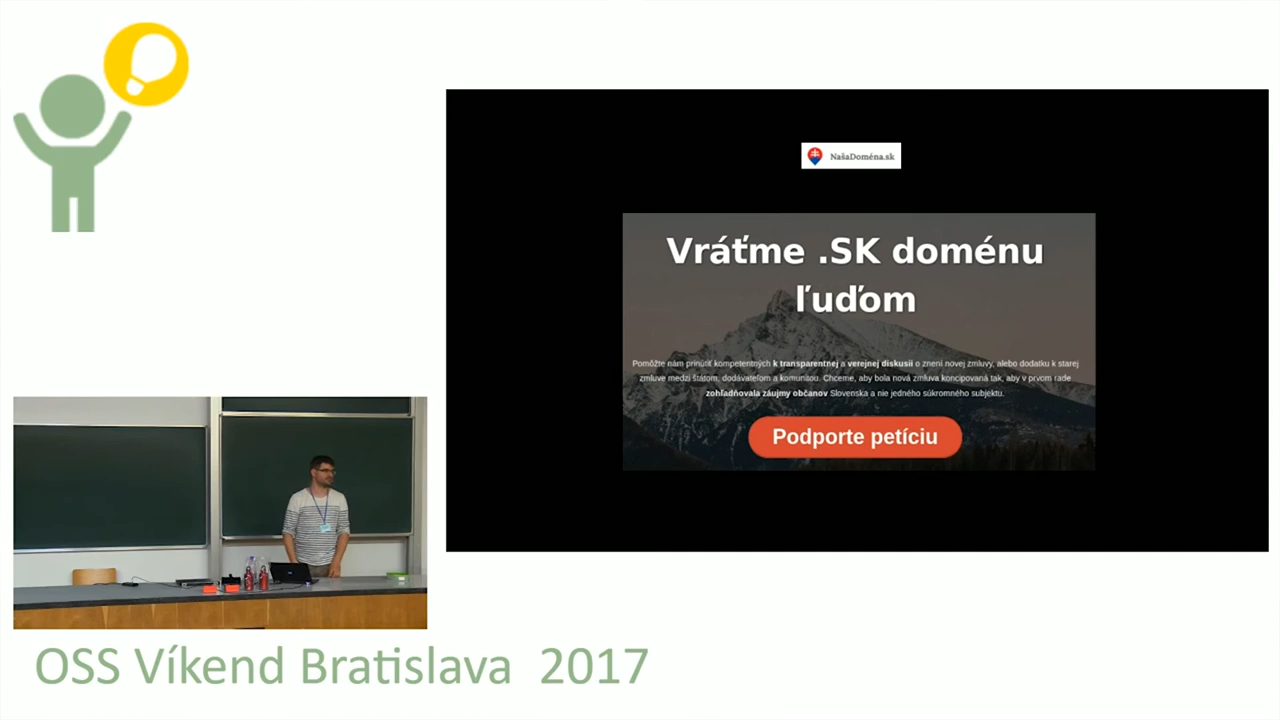 NašaDoména.sk
Vráťme .SK doménu
ľuďom
Pomôžte nám prinútiť kompetentných k transparentnej a verejnej diskusii o znení novej zmluvy, alebo dodatku k starej
zmluve medzi štátom, dodávateľom a komunitou. Chceme, aby bola nová zmluva koncipovaná tak, aby v prvom rade
zohľadňovala záujmy občanov Slovenska a nie jedného súkromného subjektu.
Podporte petíciu
OSS Víkend Bratislava 2017